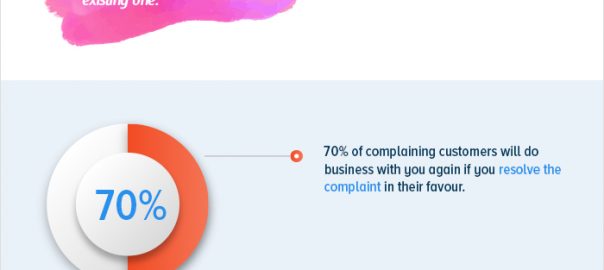 existing one.
70%
70% of complaining customers will do
business with you again if you resolve the
complaint in their favour.